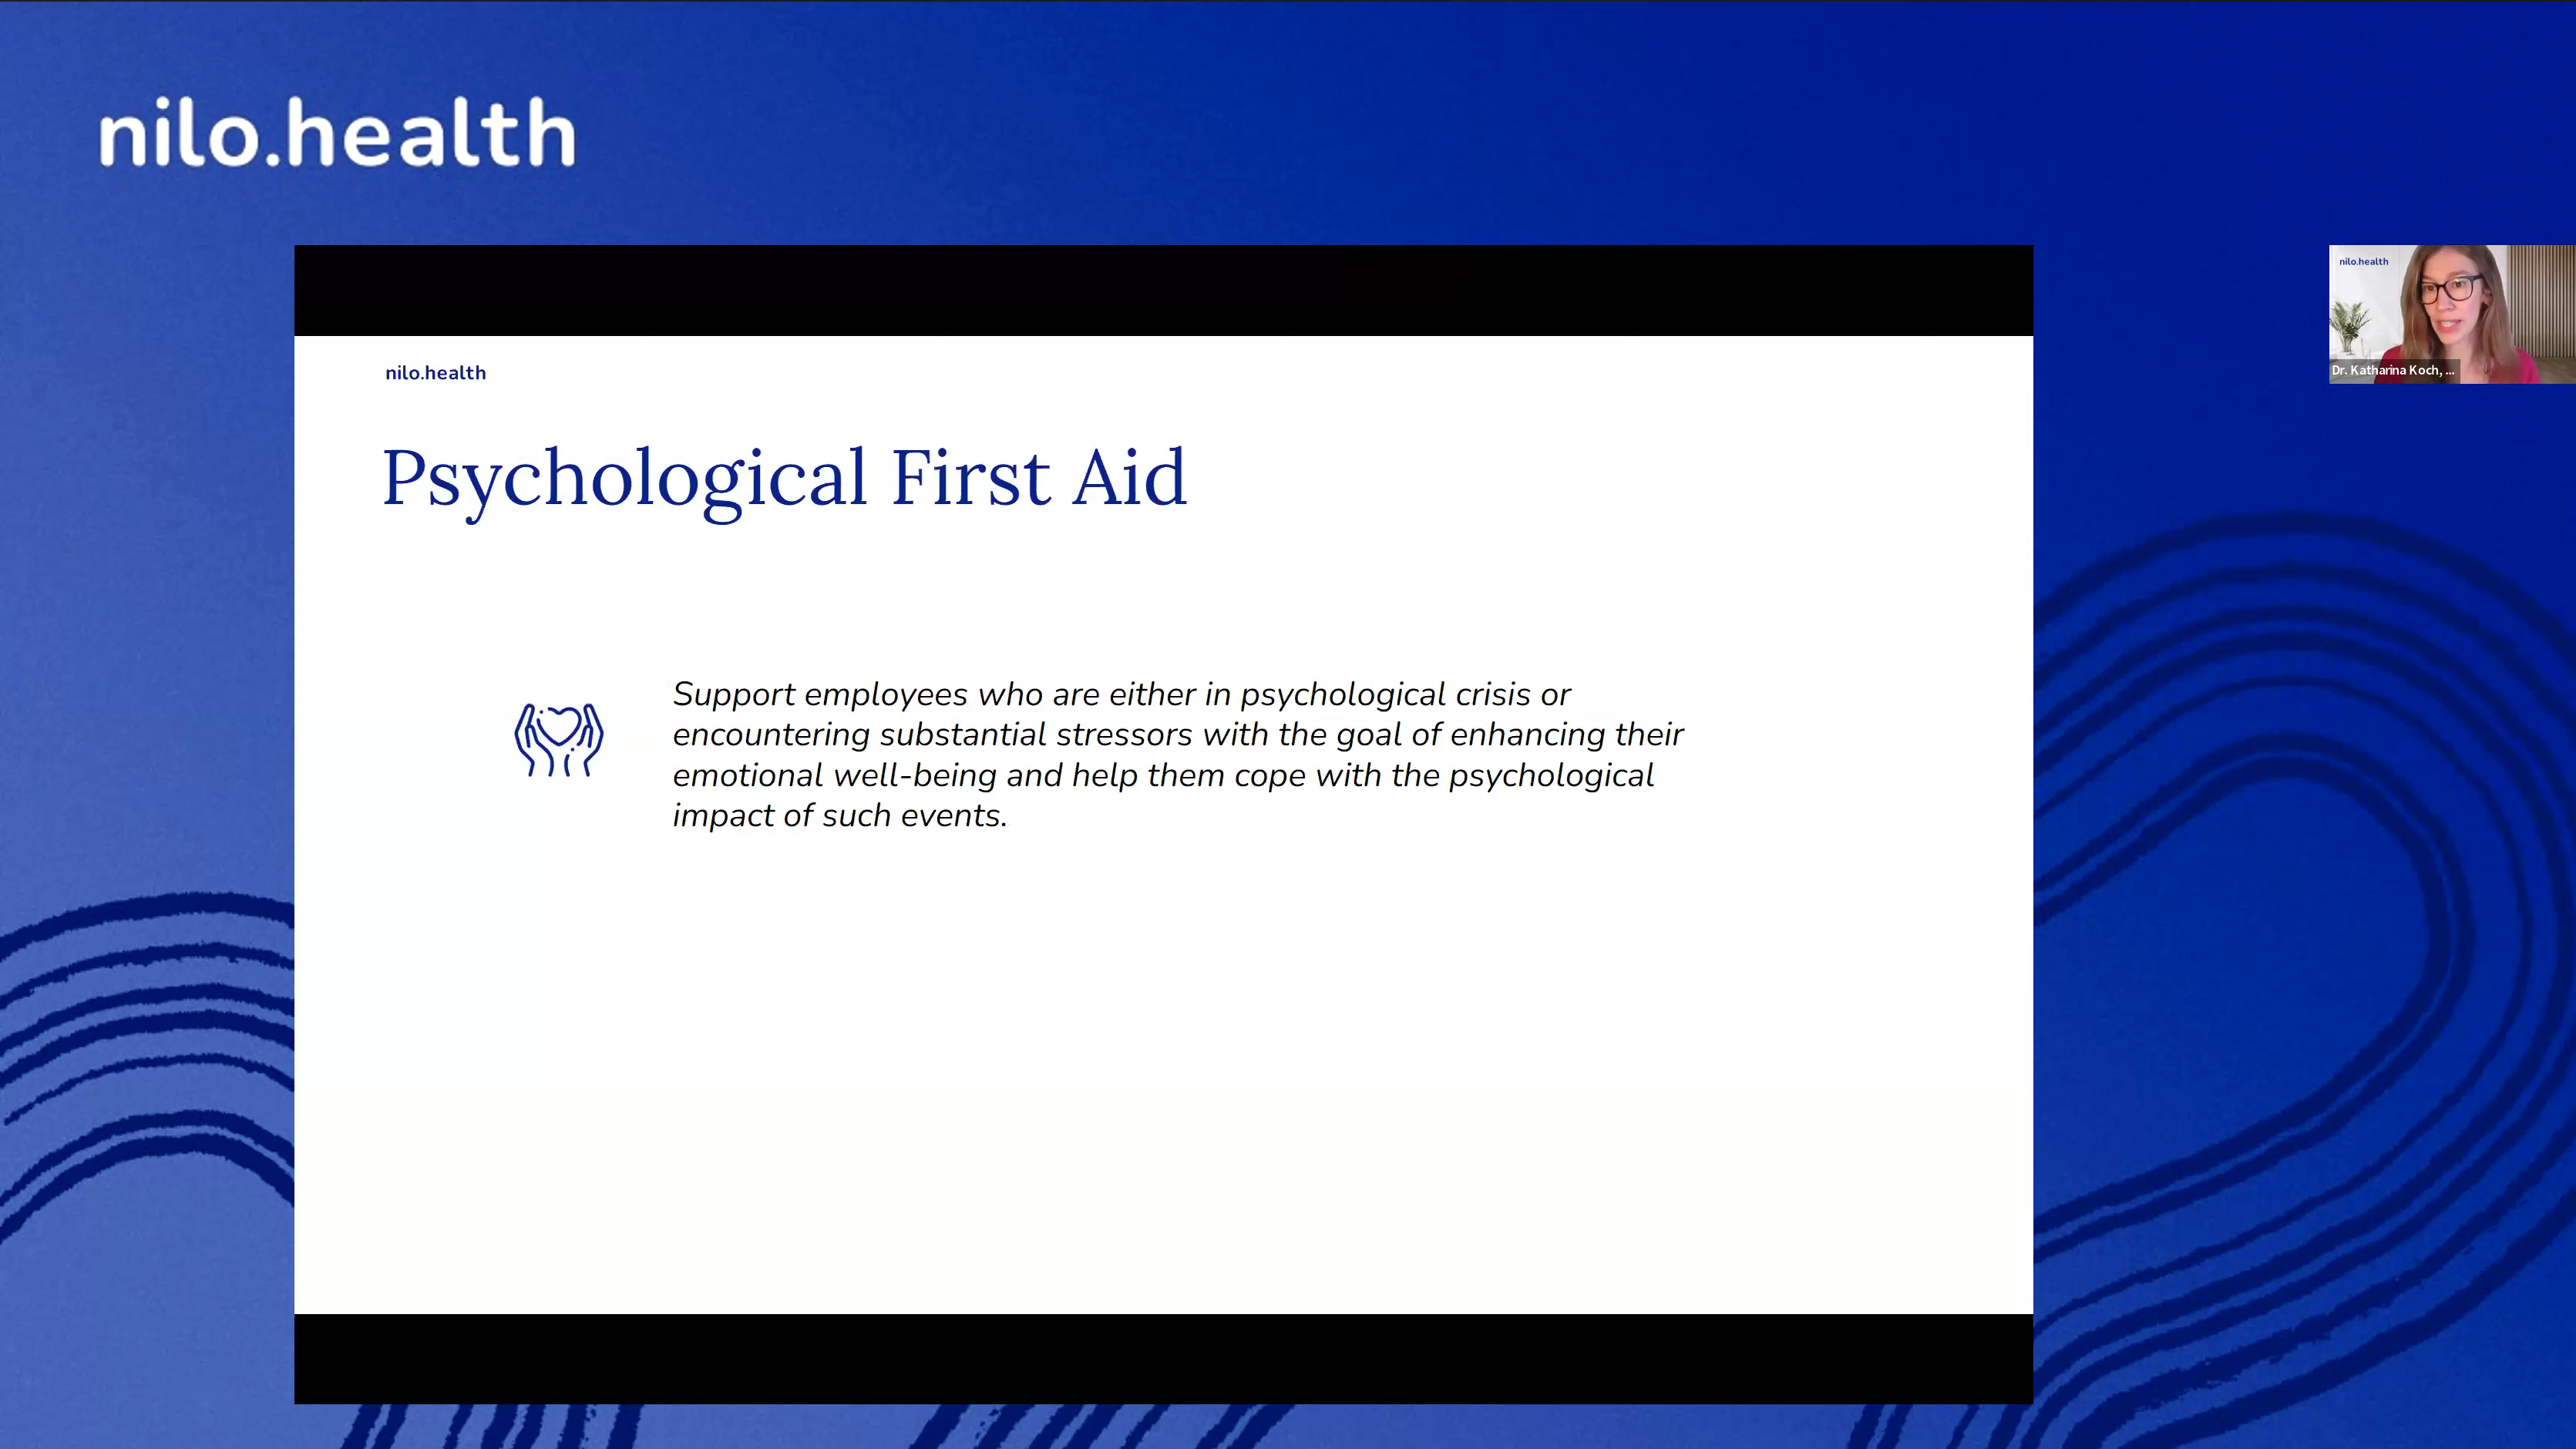 nilo.health
nilo.health
Dr. Katharina Koch, ...
nilo.health
Psychological First Aid
Support employees who are either in psychological crisis or
encountering substantial stressors with the goal of enhancing their
emotional well-being and help them cope with the psychological
impact of such events.